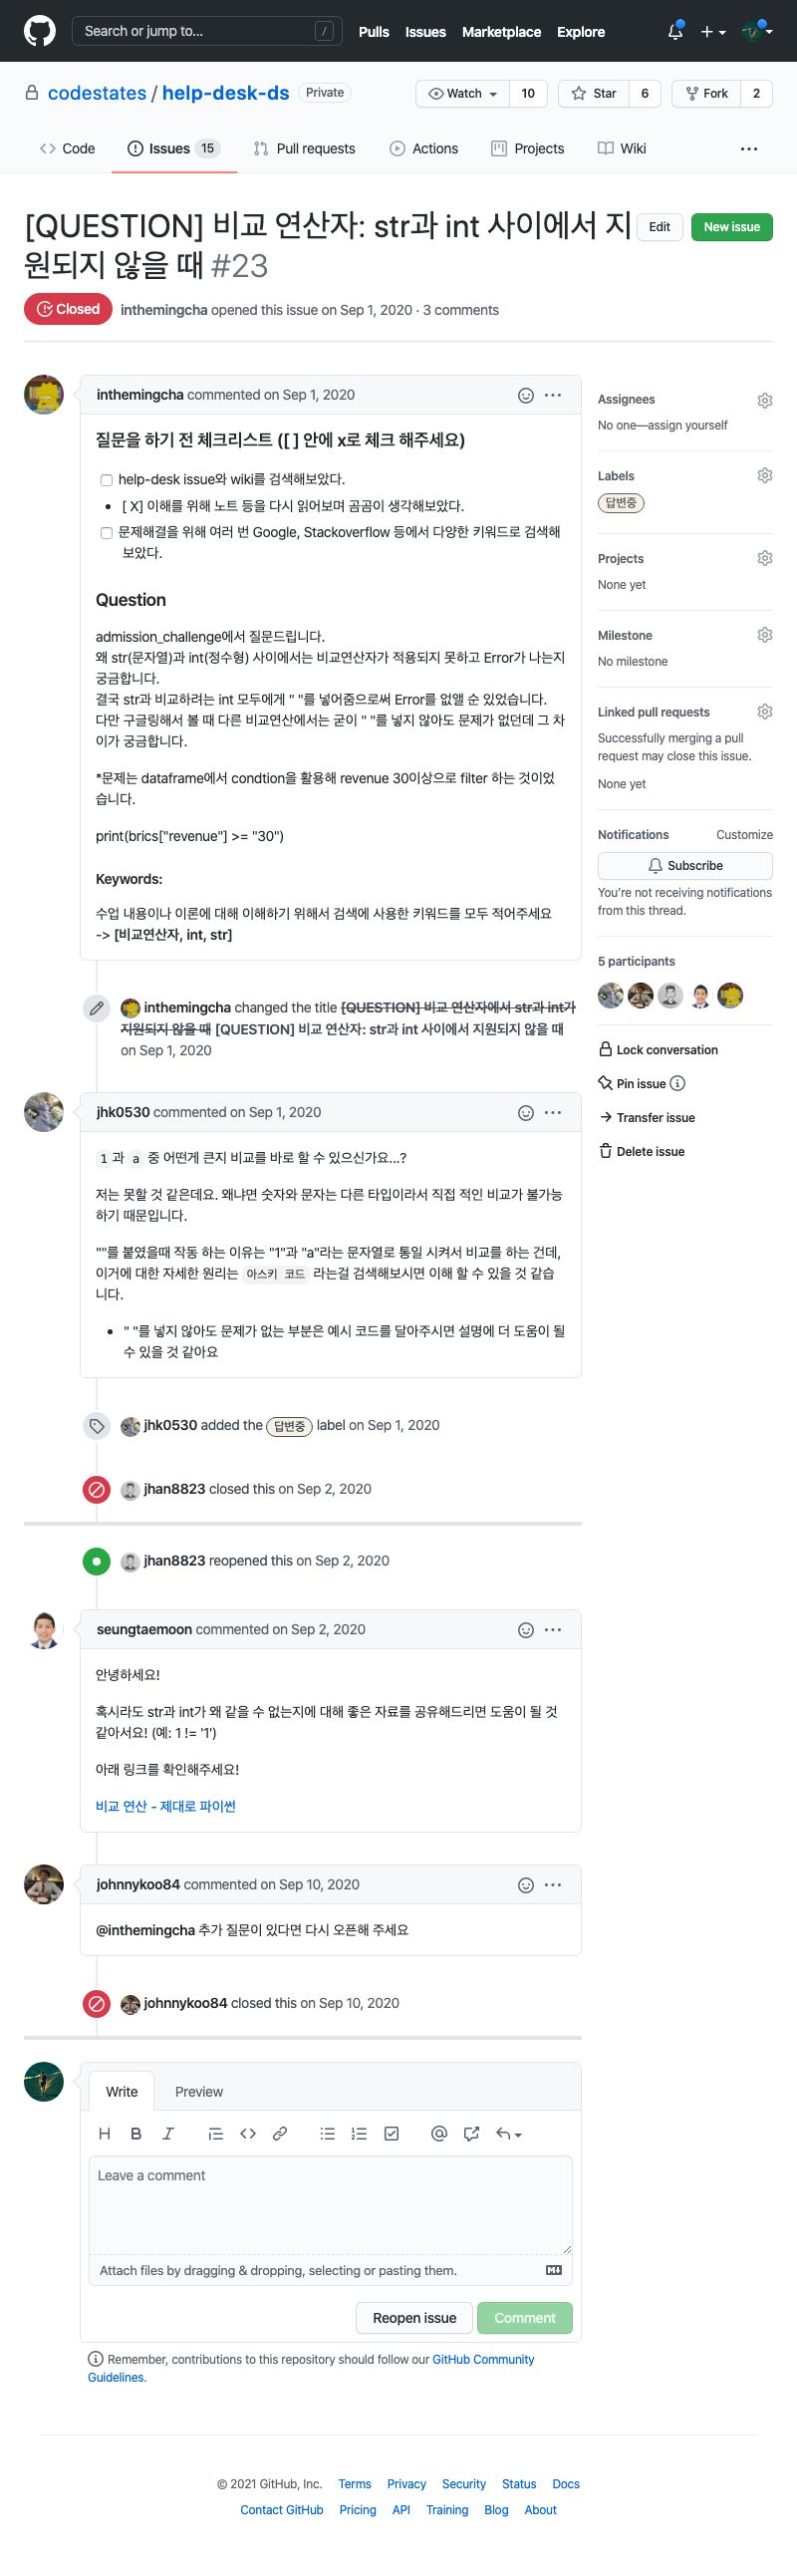 Search or jump to... /
Pulls Issues Marketplace Explore
codestates / help-desk-ds Private
Watch 10 Star 6 Fork 2
Code Issues 15 Pull requests Actions Projects Wiki
[QUESTION] 비교 연산자: str과 int 사이에서 지
원되지 않을 때 #23
Edit New issue
Closed inthemingcha opened this issue on Sep 1, 2020 · 3 comments
inthemingcha commented on Sep 1, 2020
질문을 하기 전 체크리스트 ([ ] 안에 x로 체크 해주세요)
help-desk issue와 wiki를 검색해보았다.
• [ X] 이해를 위해 노트 등을 다시 읽어보며 곰곰이 생각해보았다.
문제해결을 위해 여러 번 Google, Stackoverflow 등에서 다양한 키워드로 검색해
보았다.
Question
admission_challenge에서 질문드립니다.
왜 str(문자열)과 int(정수형) 사이에서는 비교연산자가 적용되지 못하고 Error가 나는지
궁금합니다.
결국 str과 비교하려는 int 모두에게 " "를 넣어줌으로써 Error를 없앨 순 있었습니다.
다만 구글링해서 볼 때 다른 비교연산에서는 굳이 " "를 넣지 않아도 문제가 없던데 그 차
이가 궁금합니다.
*문제는 dataframe에서 condtion을 활용해 revenue 30이상으로 filter 하는 것이었
습니다.
print(brics["revenue"] >= "30")
Keywords:
수업 내용이나 이론에 대해 이해하기 위해서 검색에 사용한 키워드를 모두 적어주세요
-> [비교연산자, int, str]
inthemingcha changed the title [QUESTION] 비교 연산자에서 str과 int가
지원되지 않을 때 [QUESTION] 비교 연산자: str과 int 사이에서 지원되지 않을 때
on Sep 1, 2020
jhk0530 commented on Sep 1, 2020
1 과 a 중 어떤게 큰지 비교를 바로 할 수 있으신가요...?
저는 못할 것 같은데요. 왜냐면 숫자와 문자는 다른 타입이라서 직접 적인 비교가 불가능
하기 때문입니다.
""를 붙였을때 작동 하는 이유는 "1"과 "a"라는 문자열로 통일 시켜서 비교를 하는 건데,
이거에 대한 자세한 원리는 아스키 코드 라는걸 검색해보시면 이해 할 수 있을 것 같습
니다.
• " "를 넣지 않아도 문제가 없는 부분은 예시 코드를 달아주시면 설명에 더 도움이 될
수 있을 것 같아요
jhk0530 added the 답변중 label on Sep 1, 2020
jhan8823 closed this on Sep 2, 2020
jhan8823 reopened this on Sep 2, 2020
seungtaemoon commented on Sep 2, 2020
안녕하세요!
혹시라도 str과 int가 왜 같을 수 없는지에 대해 좋은 자료를 공유해드리면 도움이 될 것
같아서요! (예: 1 != '1')
아래 링크를 확인해주세요!
비교 연산 - 제대로 파이썬
johnnykoo84 commented on Sep 10, 2020
@inthemingcha 추가 질문이 있다면 다시 오픈해 주세요
johnnykoo84 closed this on Sep 10, 2020
Write Preview
Leave a comment
Attach files by dragging & dropping, selecting or pasting them.
Reopen issue Comment
Remember, contributions to this repository should follow our GitHub Community
Guidelines.
Assignees
No one—assign yourself
Labels
답변중
Projects
None yet
Milestone
No milestone
Linked pull requests
Successfully merging a pull
request may close this issue.
None yet
Notifications Customize
Subscribe
You're not receiving notifications
from this thread.
5 participants
Lock conversation
Pin issue
Transfer issue
Delete issue
© 2021 GitHub, Inc. Terms Privacy Security Status Docs
Contact GitHub Pricing API Training Blog About